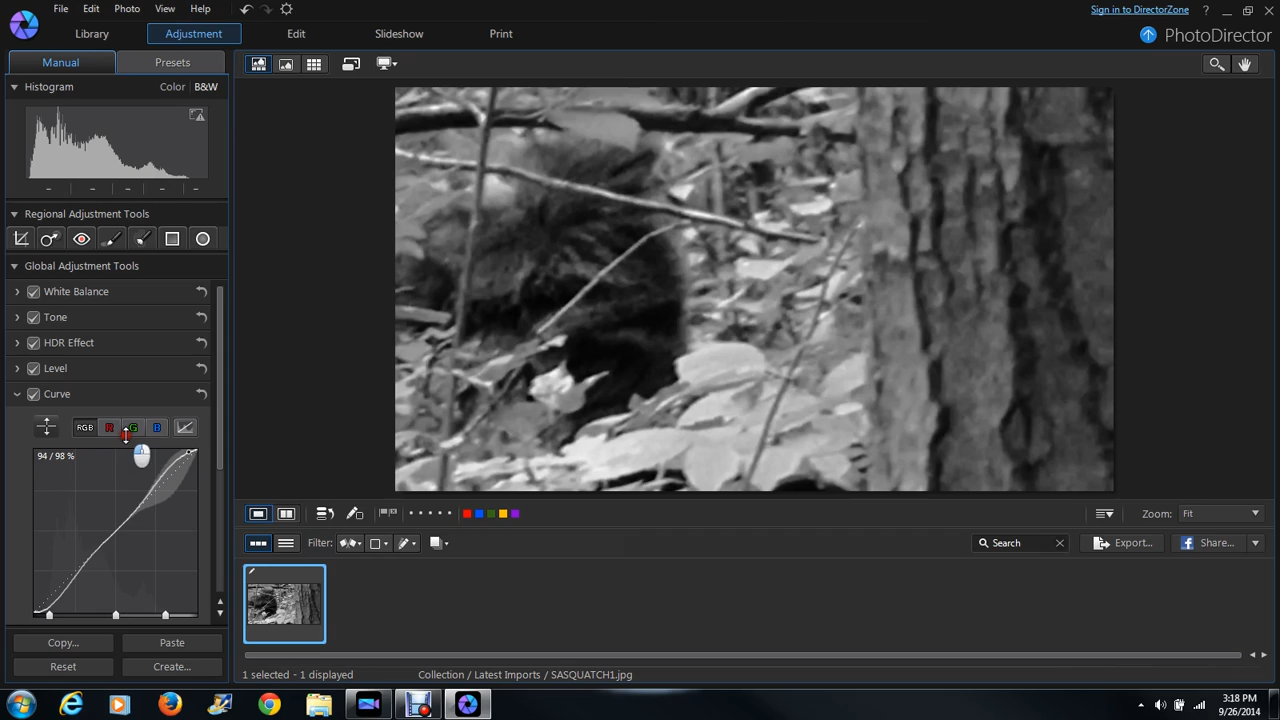 File Edit Photo View Help
Sign in to DirectorZone ?
Library Adjustment Edit Slideshow Print
PhotoDirector
Manual Presets
Histogram Color B&W
Regional Adjustment Tools
Global Adjustment Tools
White Balance
Tone
HDR Effect
Level
Curve
RGB R G B
94 / 98 %
Copy... Paste
Reset Create...
Zoom: Fit
Filter: Search Export... Share...
1 selected - 1 displayed Collection / Latest Imports / SASQUATCH1.jpg
3:18 PM
9/26/2014